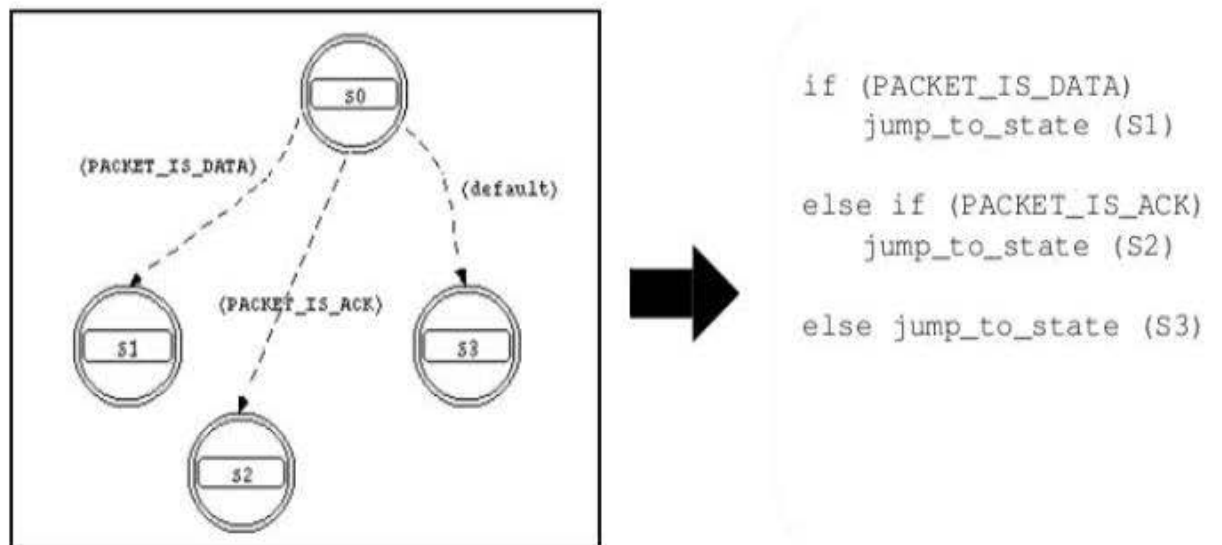 S0
(PACKET_IS_DATA)
(default)
(PACKET_IS_ACK)
S1
S3
S2
if (PACKET_IS_DATA)
jump_to_state (S1)
else if (PACKET_IS_ACK)
jump_to_state (S2)
else jump_to_state (S3)